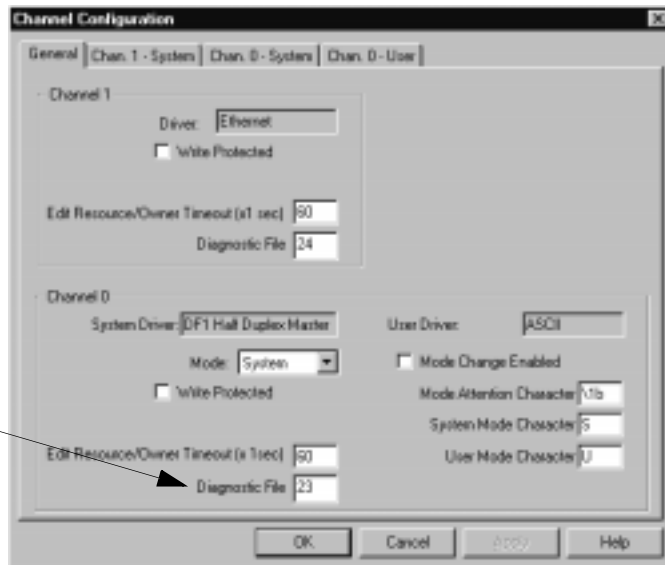 Channel Configuration
General Chan. 1 - System Chan. 0 - System Chan. 0 - User
Channel 1
Driver: Ethernet
Write Protected
Edit Resource/Owner Timeout (x1 sec) 60
Diagnostic File 24
Channel 0
System Driver: DF1 Half Duplex Master User Driver: ASCII
Mode: System Mode Change Enabled
Write Protected Mode Attention Character \1b
System Mode Character S
Edit Resource/Owner Timeout (x 1sec) 60 User Mode Character U
Diagnostic File 23
OK Cancel Apply Help